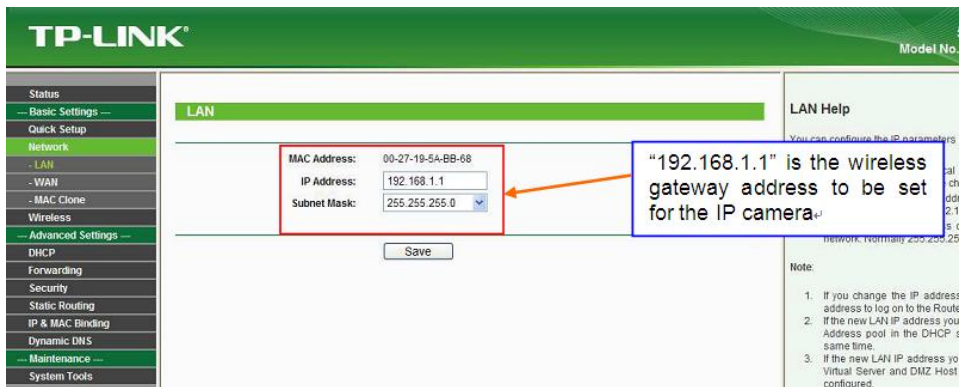 TP-LINK®
Model No.
Status
--- Basic Settings ---
Quick Setup
Network
- LAN
- WAN
- MAC Clone
Wireless
--- Advanced Settings ---
DHCP
Forwarding
Security
Static Routing
IP & MAC Binding
Dynamic DNS
--- Maintenance ---
System Tools
LAN
MAC Address: 00-27-19-5A-BB-68
IP Address: 192.168.1.1
Subnet Mask: 255.255.255.0
Save
“192.168.1.1” is the wireless
gateway address to be set
for the IP camera
LAN Help
You can configure the IP parameters
network. Normally 255.255.25
Note:
1. If you change the IP address
address to log on to the Route
2. If the new LAN IP address you
Address pool in the DHCP s
same time.
3. If the new LAN IP address yo
Virtual Server and DMZ Host
configured.